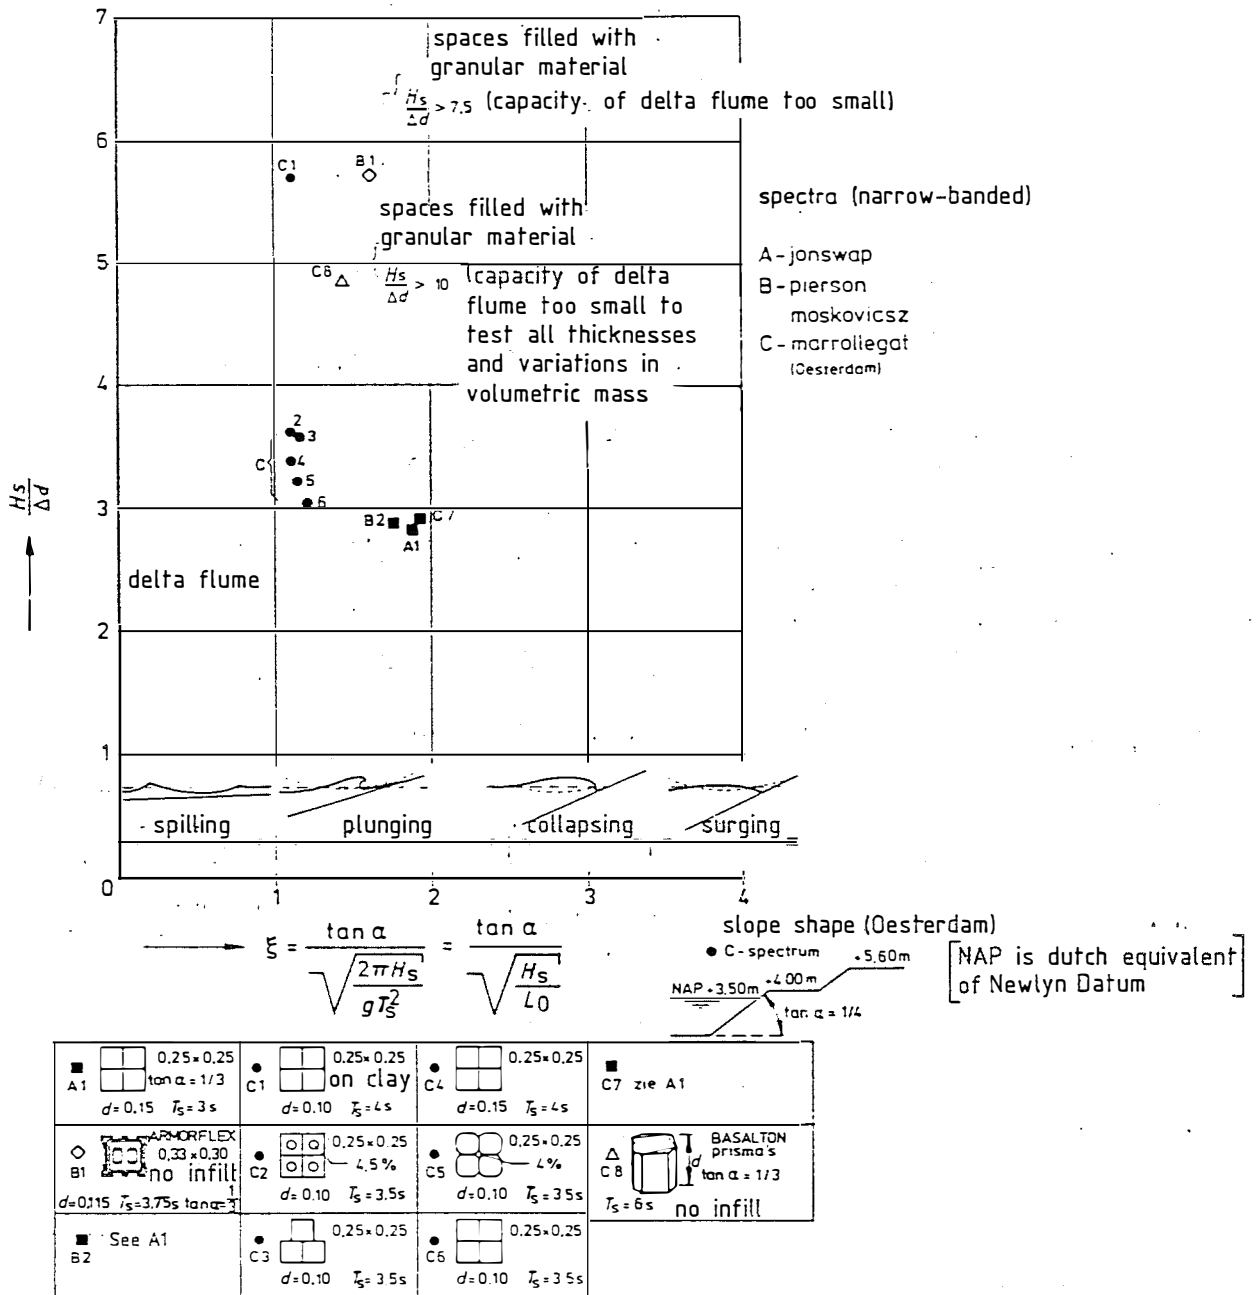 7
spaces filled with
granular material
Hs/Δd > 7,5 (capacity of delta flume too small)
6
C1
B1
spectra (narrow-banded)
spaces filled with
granular material
5
A-jonswap
C8
Hs/Δd > 10 (capacity of delta
flume too small to
test all thicknesses
and variations in
volumetric mass
B-pierson
moskovicsz
C-marrollegat
(Oesterdam)
4
2
3
C
4
5
6
Hs/Δd
3
B2
C7
A1
delta flume
2
1
spilling
plunging
collapsing
surging
0
1
2
3
4
ξ = tan α / √(2πHs / gTs²) = tan α / √(Hs / L0)
slope shape (Oesterdam)
C-spectrum
+5,60m
+4,00m
NAP +3,50m
tan α = 1/4
[NAP is dutch equivalent
of Newlyn Datum]
A1
0,25×0,25
tan α = 1/3
d=0,15 Ts=3s
C1
0,25×0,25
on clay
d=0,10 Ts=4s
C4
0,25×0,25
d=0,15 Ts=4s
C7 zie A1
B1
ARMORFLEX
0,33×0,30
no infill
d=0,115 Ts=3,75s tan α=1/3
C2
0,25×0,25
4,5%
d=0,10 Ts=3,5s
C5
0,25×0,25
4%
d=0,10 Ts=3,5s
C8
d
BASALTON
prisma's
tan α = 1/3
Ts=6s no infill
B2
See A1
C3
0,25×0,25
d=0,10 Ts=3,5s
C6
0,25×0,25
d=0,10 Ts=3,5s